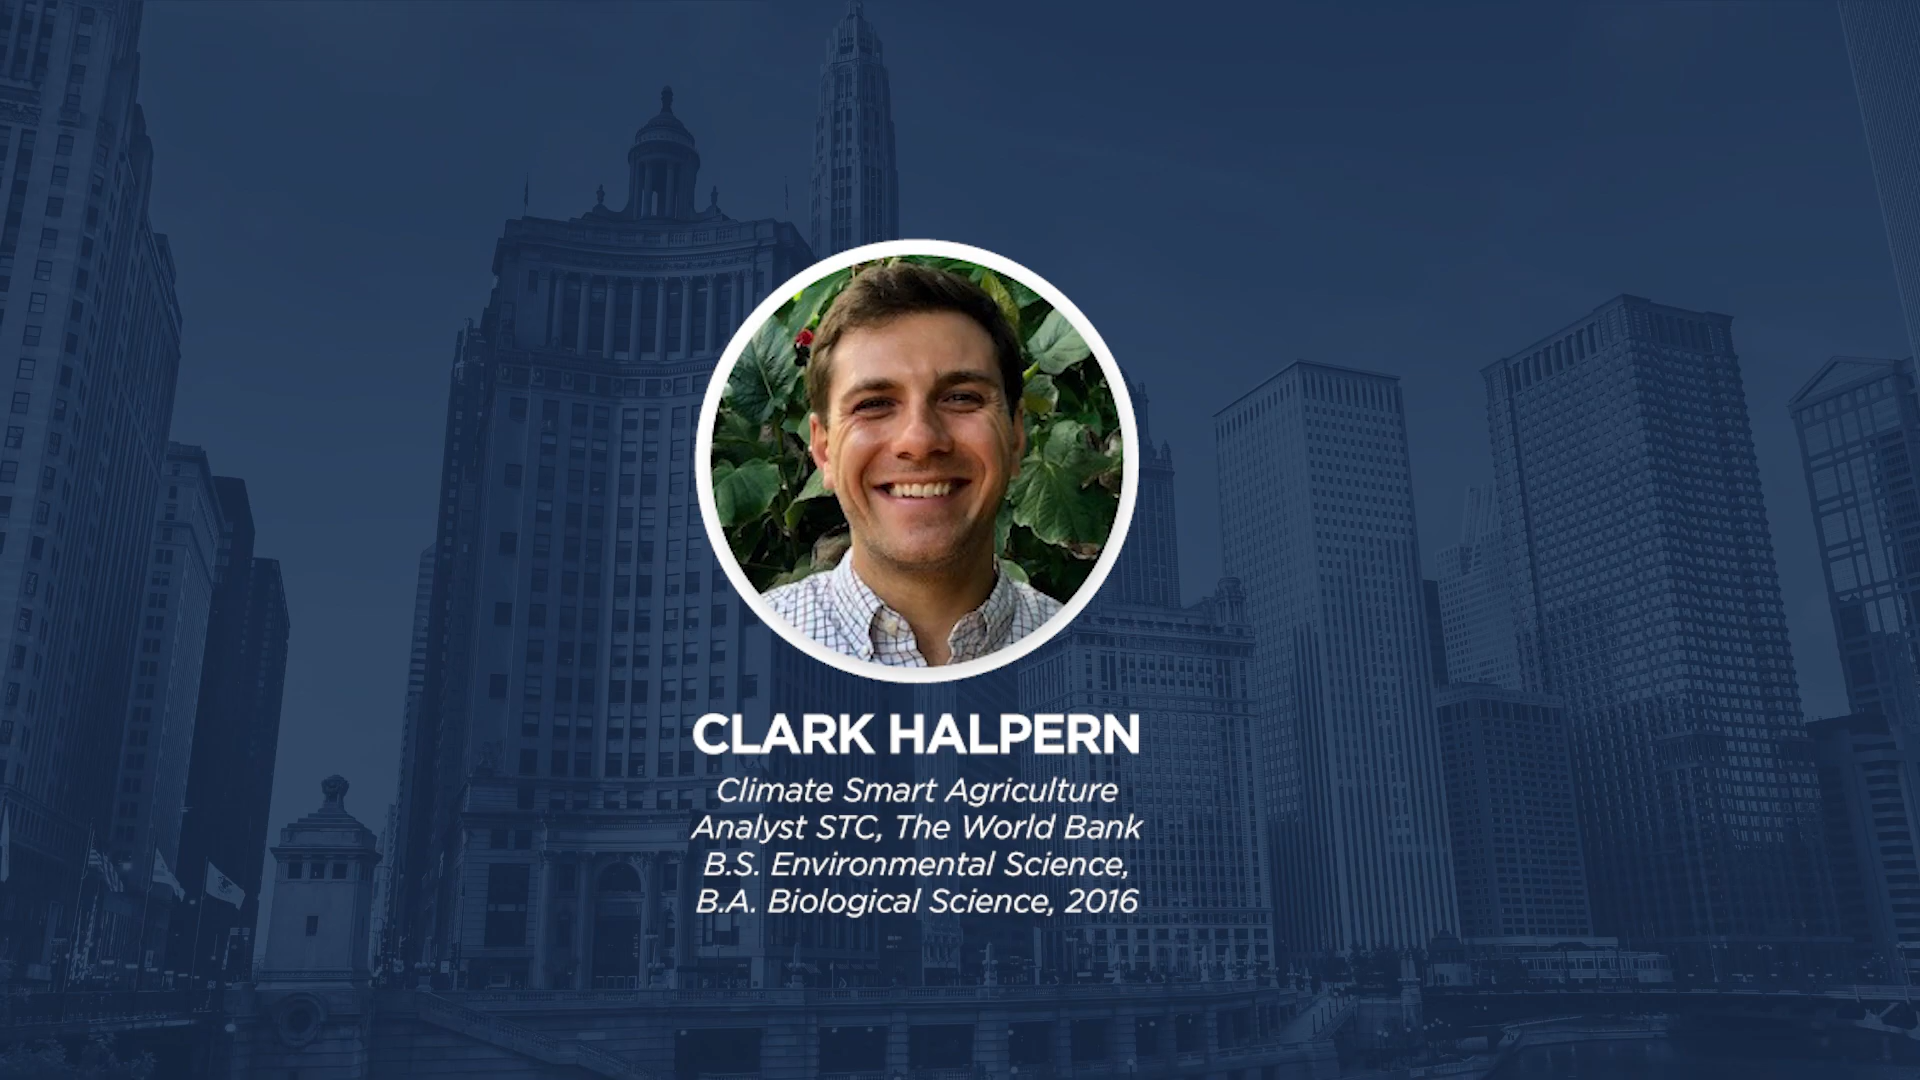 CLARK HALPERN
Climate Smart Agriculture
Analyst STC, The World Bank
B.S. Environmental Science,
B.A. Biological Science, 2016